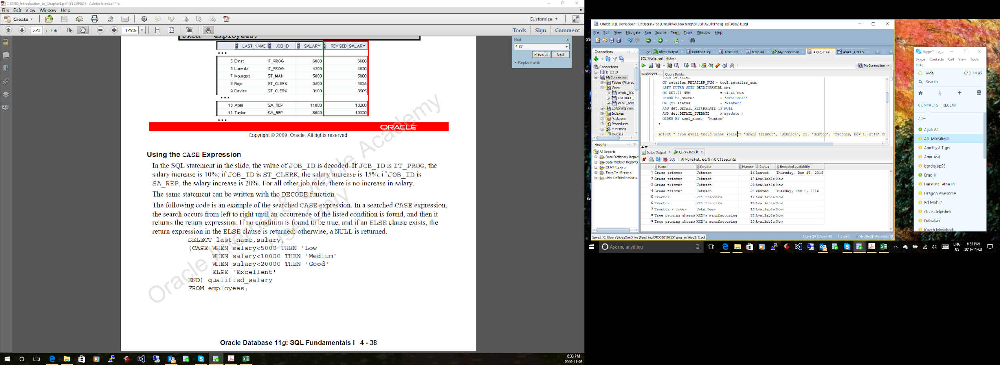 DS9980_Introduction_to_Chapter8.pdf (SECURED) - Adobe Acrobat Pro
File Edit View Window Help
Create
Customize
220 / 366
125%
Tools Sign Comment
FROM employees;
LAST_NAME JOB_ID SALARY REVISED_SALARY
...
5 Ernst IT_PROG 6000 6600
6 Lorentz IT_PROG 4200 4620
7 Mourgos ST_MAN 5800 5800
8 Rajs ST_CLERK 3500 4025
9 Davies ST_CLERK 3100 3565
...
13 Abel SA_REP 11000 13200
14 Taylor SA_REP 8600 10320
...
ORACLE
Copyright © 2009, Oracle. All rights reserved.
Using the CASE Expression
In the SQL statement in the slide, the value of JOB_ID is decoded. If JOB_ID is IT_PROG, the
salary increase is 10%; if JOB_ID is ST_CLERK, the salary increase is 15%; if JOB_ID is
SA_REP, the salary increase is 20%. For all other job roles, there is no increase in salary.
The same statement can be written with the DECODE function.
The following code is an example of the searched CASE expression. In a searched CASE expression,
the search occurs from left to right until an occurrence of the listed condition is found, and then it
returns the return expression. If no condition is found to be true, and if an ELSE clause exists, the
return expression in the ELSE clause is returned; otherwise, a NULL is returned.
SELECT last_name,salary,
(CASE WHEN salary<5000 THEN 'Low'
WHEN salary<10000 THEN 'Medium'
WHEN salary<20000 THEN 'Good'
ELSE 'Excellent'
END) qualified_salary
FROM employees;
Oracle Internal & Oracle Academy
Use Only
Oracle Database 11g: SQL Fundamentals I 4 - 38
Find
4-37
Previous Next
Replace with
6:33 PM
2016-11-03
Oracle SQL Developer : C:\Users\Vida\OneDrive\Teaching\BTD310\2016F\asg_sol\Asg2_B.sql
File Edit View Navigate Run Source Team Tools Window Help
Connections
Connections
BTD310
MyConnection
Tables (Filtered
Views
AVAIL_TOO
OVERDUE_
RENT_AND
Editioning Views
Indexes
Packages
Procedures
Functions
Queues
Reports
All Reports
Data Dictionary Repor
Data Modeler Reports
OLAP Reports
TimesTen Reports
User Defined Reports
...ge Dbms Output Untitled1.sql Test1.sql temp.sql MyConnection Asg2_B.sql AVAIL_TOOLS
SQL Worksheet History
MyConnection
Worksheet Query Builder
JOIN retailer
ON retailer.RETAILER_NUM = tool.retailer_num
LEFT OUTER JOIN DETAILRENTAL det
ON DET.TI_NUM = ti.ti_num
WHERE ti_status = 'Available'
OR (ti_status = 'Rented'
AND det.DETAIL_RETURNDATE IS NULL
AND det.DETAIL_DUEDATE > sysdate )
ORDER BY tool_name, "Number"
;
select * from avail_tools union (select 'Grass trimmer', 'Johnson', 21, 'Rented', 'Tuesday, Nov 1, 2016' f
Script Output Query Result
SQL | All Rows Fetched: 9 in 0.031 seconds
Name Retailer Number Status Expected availability
1 Grass trimmer Johnson 16 Rented Thursday, Dec 15, 2016
2 Grass trimmer Johnson 17 Available Now
3 Grass trimmer Johnson 20 Available Now
4 Grass trimmer Johnson 21 Rented Tuesday, Nov 1, 2016
5 Tractor YYY Tractors 14 Available Now
6 Tractor YYY Tractors 15 Available Now
7 Tractor / mower John Deer 13 Available Now
8 Tree pruning shears XXX's manufacturing 22 Available Now
9 Tree pruning shears XXX's manufacturing 23 Available Now
Saved: C:\Users\Vida\OneDrive\Teaching\BTD310\2016F\asg_sol\Asg2_B.sql
Line 24 Column 40 | Insert | Modified | Windows: C
Skype™ - v_...
Skype Contacts Call View Tools
Help
Vida CAD 14.95
Search
CONTACTS RECENT
All
Aijun An
Ali Movahedi
Amethyst Tiger
Amir Asif
bardia.ap93
Brad H
DarkLink Lethallin
Dragon Awesome
Ed Mobile
elnaz.delpisheh
Fethallah
Kaveh Movahedi
Ask me anything
ENG
US
6:33 PM
2016-11-03